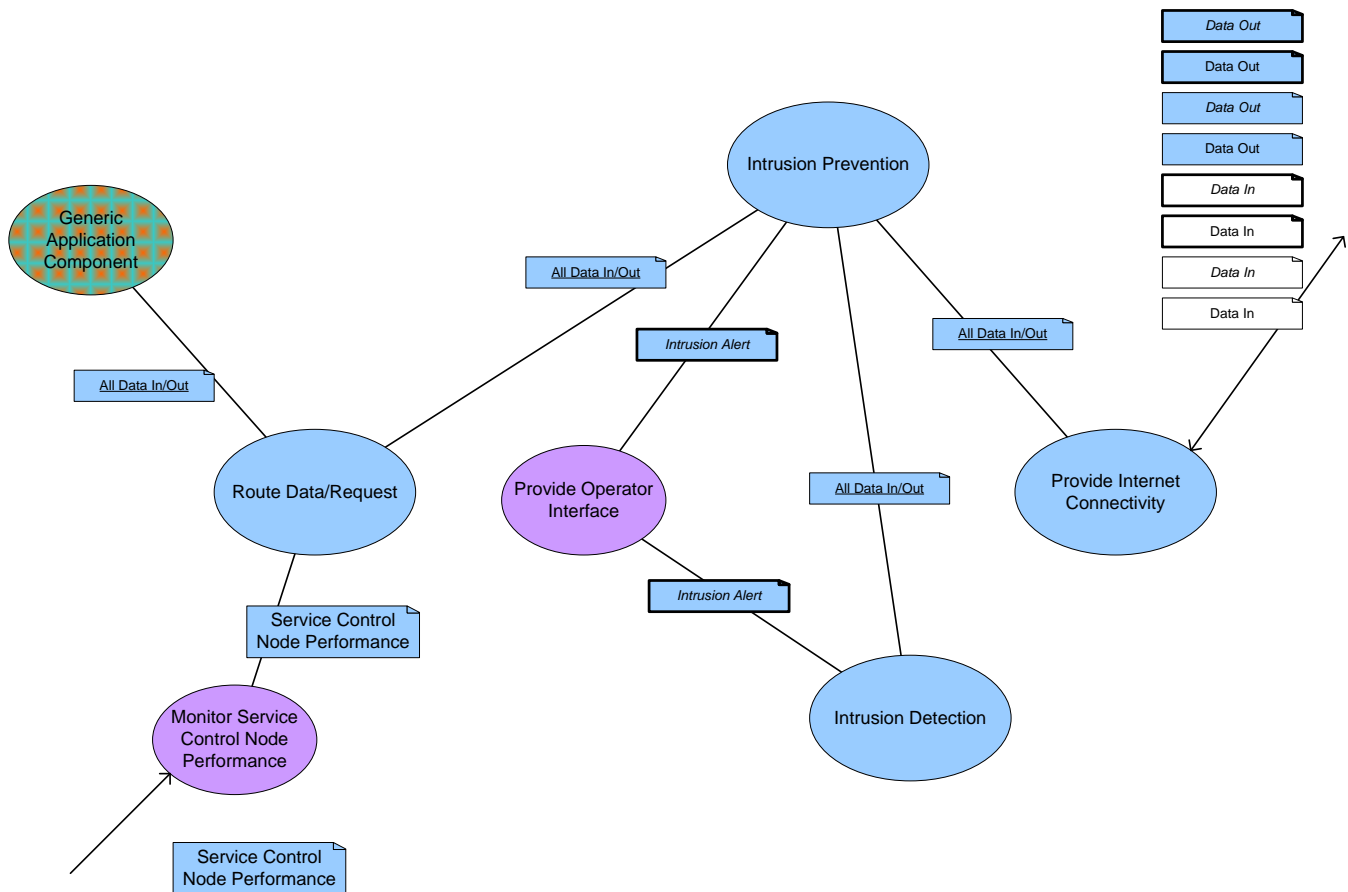 Data Out
Data Out
Data Out
Data Out
Data In
Data In
Data In
Data In
Intrusion Prevention
Generic
Application
Component
All Data In/Out
Intrusion Alert
All Data In/Out
All Data In/Out
Route Data/Request
Provide Operator
Interface
All Data In/Out
Provide Internet
Connectivity
Intrusion Alert
Service Control
Node Performance
Monitor Service
Control Node
Performance
Intrusion Detection
Service Control
Node Performance